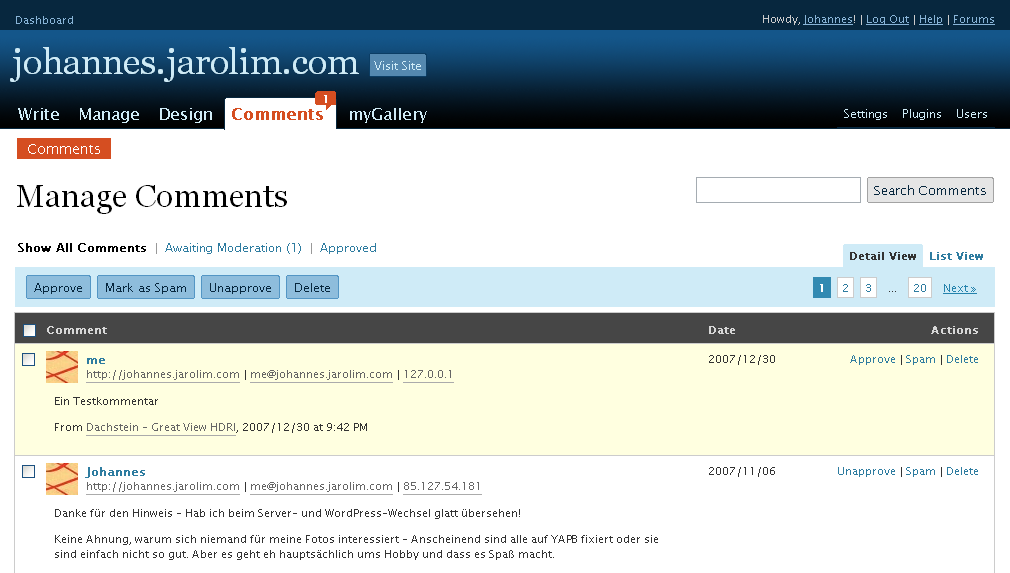 Dashboard
Howdy, Johannes! | Log Out | Help | Forums
johannes.jarolim.com Visit Site
Write Manage Design Comments 1 myGallery
Settings Plugins Users
Comments
Manage Comments
Search Comments
Show All Comments | Awaiting Moderation (1) | Approved
Detail View List View
Approve Mark as Spam Unapprove Delete
1 2 3 ... 20 Next »
Comment Date Actions
me 2007/12/30 Approve | Spam | Delete
http://johannes.jarolim.com | me@johannes.jarolim.com | 127.0.0.1
Ein Testkommentar
From Dachstein - Great View HDRI, 2007/12/30 at 9:42 PM
Johannes 2007/11/06 Unapprove | Spam | Delete
http://johannes.jarolim.com | me@johannes.jarolim.com | 85.127.54.181
Danke für den Hinweis - Hab ich beim Server- und WordPress-Wechsel glatt übersehen!
Keine Ahnung, warum sich niemand für meine Fotos interessiert - Anscheinend sind alle auf YAPB fixiert oder sie
sind einfach nicht so gut. Aber es geht eh hauptsächlich ums Hobby und dass es Spaß macht.